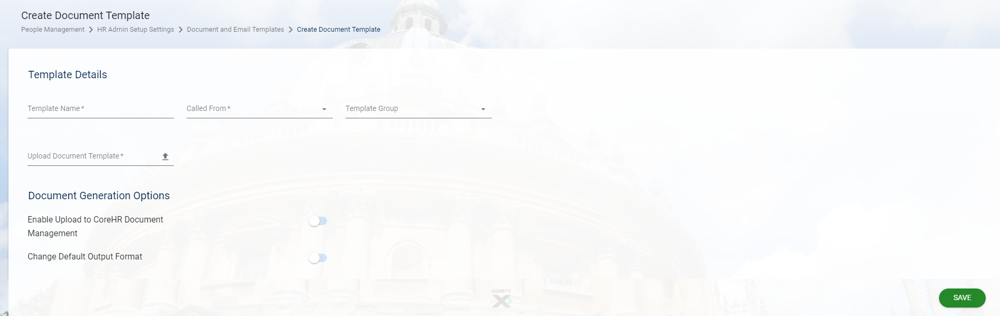 Create Document Template
People Management > HR Admin Setup Settings > Document and Email Templates > Create Document Template
Template Details
Template Name* Called From* Template Group
Upload Document Template*
Document Generation Options
Enable Upload to CoreHR Document
Management
Change Default Output Format
corehr
X
SAVE